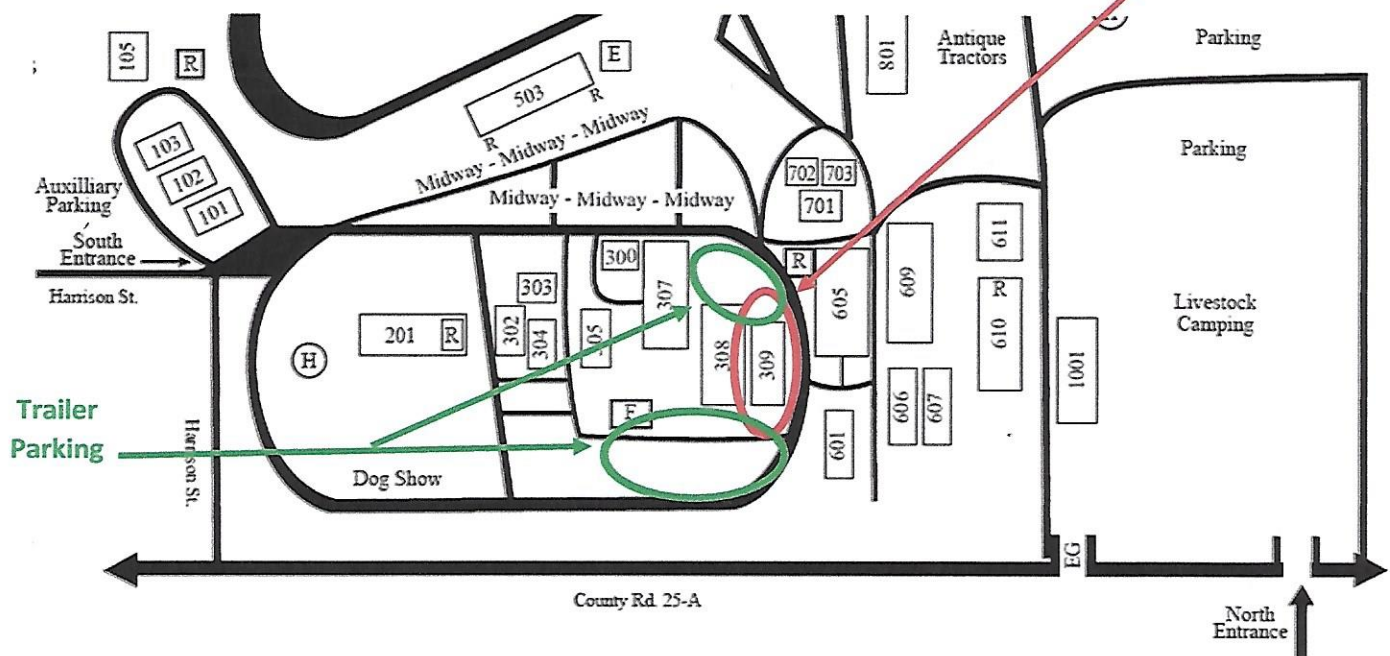 105
R
E
503
R
R
801
Antique
Tractors
Parking
Parking
103
102
101
Auxilliary
Parking
South
Entrance
Harrison St.
Midway - Midway - Midway
Midway - Midway - Midway
702
703
701
611
R
300
307
303
302
304
305
308
309
R
605
609
R
610
1001
Livestock
Camping
201
R
H
606
607
601
Trailer
Parking
Harrison St.
Dog Show
EG
County Rd. 25-A
North
Entrance